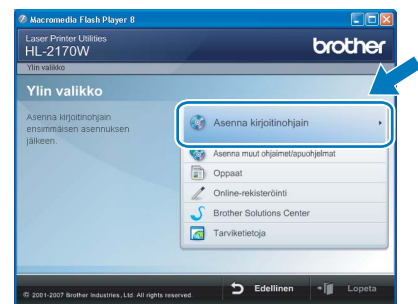 Macromedia Flash Player 8
Laser Printer Utilities
HL-2170W
brother
Ylin valikko
Ylin valikko
Asenna kirjoitinohjain
ensimmäisen asennuksen
jälkeen.
Asenna kirjoitinohjain
Asenna muut ohjaimet/apuohjelmat
Oppaat
Online-rekisteröinti
Brother Solutions Center
Tarviketietoja
© 2001-2007 Brother Industries, Ltd. All rights reserved
Edellinen
Lopeta